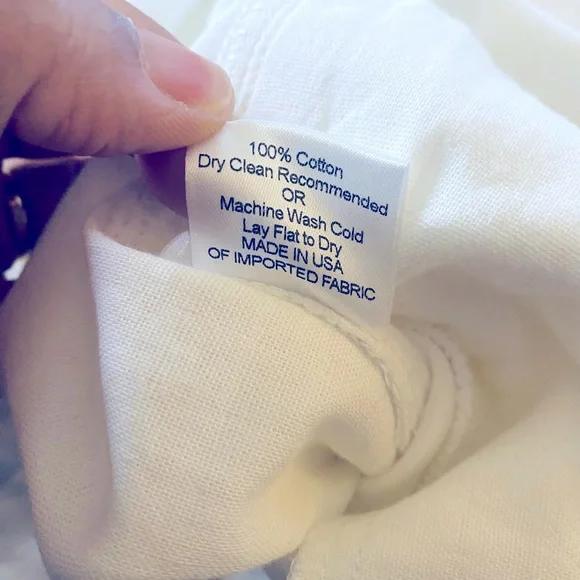 100% Cotton
Dry Clean Recommended
OR
Machine Wash Cold
Lay Flat to Dry
MADE IN USA
OF IMPORTED FABRIC